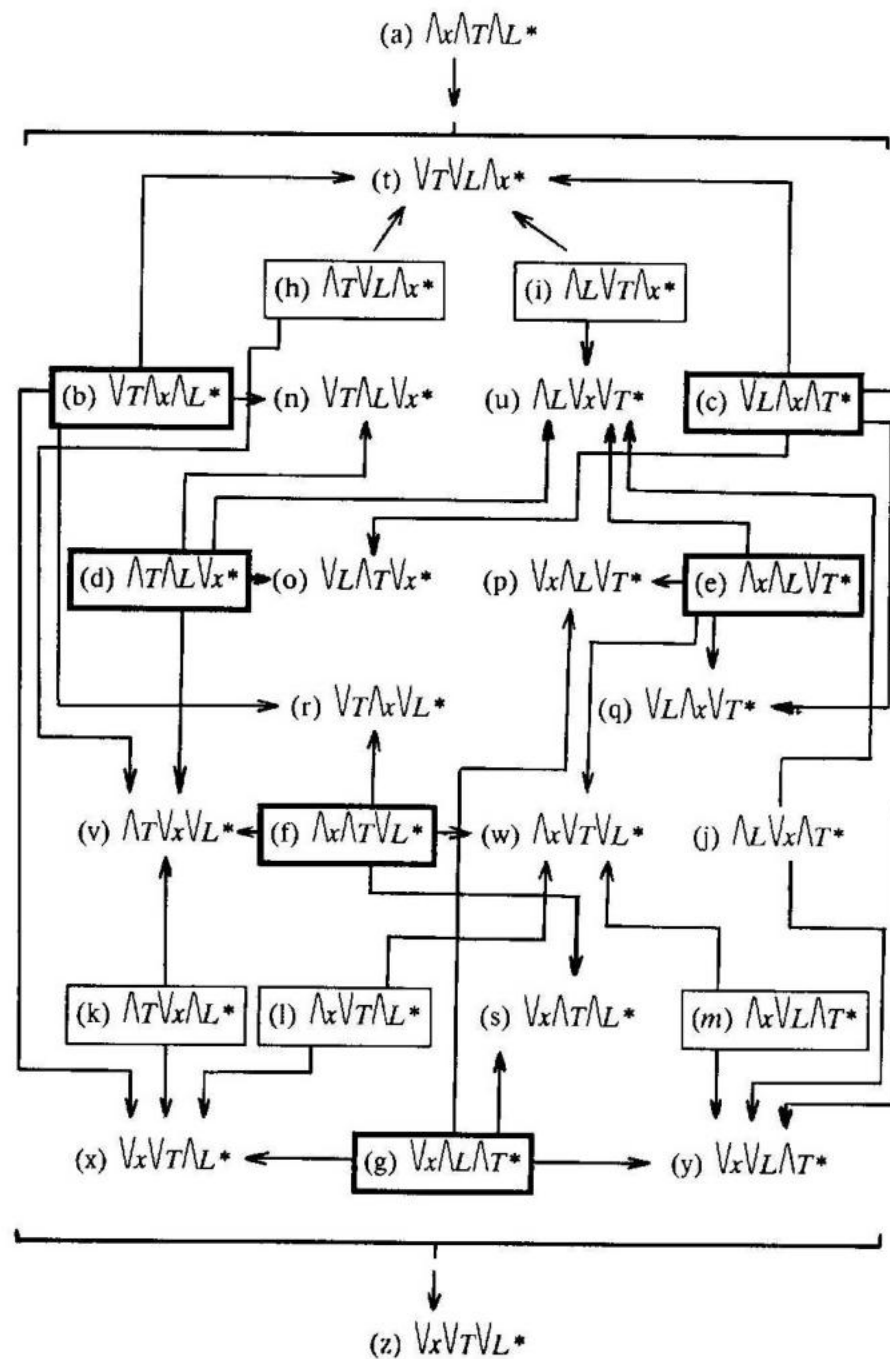 (a) ⋀x⋀T⋀L*
(t) ⋁T⋁L⋀x*
(h) ⋀T⋁L⋀x*
(i) ⋀L⋁T⋀x*
(b) ⋁T⋀x⋀L*
(n) ⋁T⋀L⋁x*
(u) ⋀L⋁x⋁T*
(c) ⋁L⋀x⋀T*
(d) ⋀T⋀L⋁x*
(o) ⋁L⋀T⋁x*
(p) ⋁x⋀L⋁T*
(e) ⋀x⋀L⋁T*
(r) ⋁T⋀x⋁L*
(q) ⋁L⋀x⋁T*
(v) ⋀T⋁x⋁L*
(f) ⋀x⋀T⋁L*
(w) ⋀x⋁T⋁L*
(j) ⋀L⋁x⋀T*
(k) ⋀T⋁x⋀L*
(l) ⋀x⋁T⋀L*
(s) ⋁x⋀T⋀L*
(m) ⋀x⋁L⋀T*
(x) ⋁x⋁T⋀L*
(g) ⋁x⋀L⋀T*
(y) ⋁x⋁L⋀T*
(z) ⋁x⋁T⋁L*